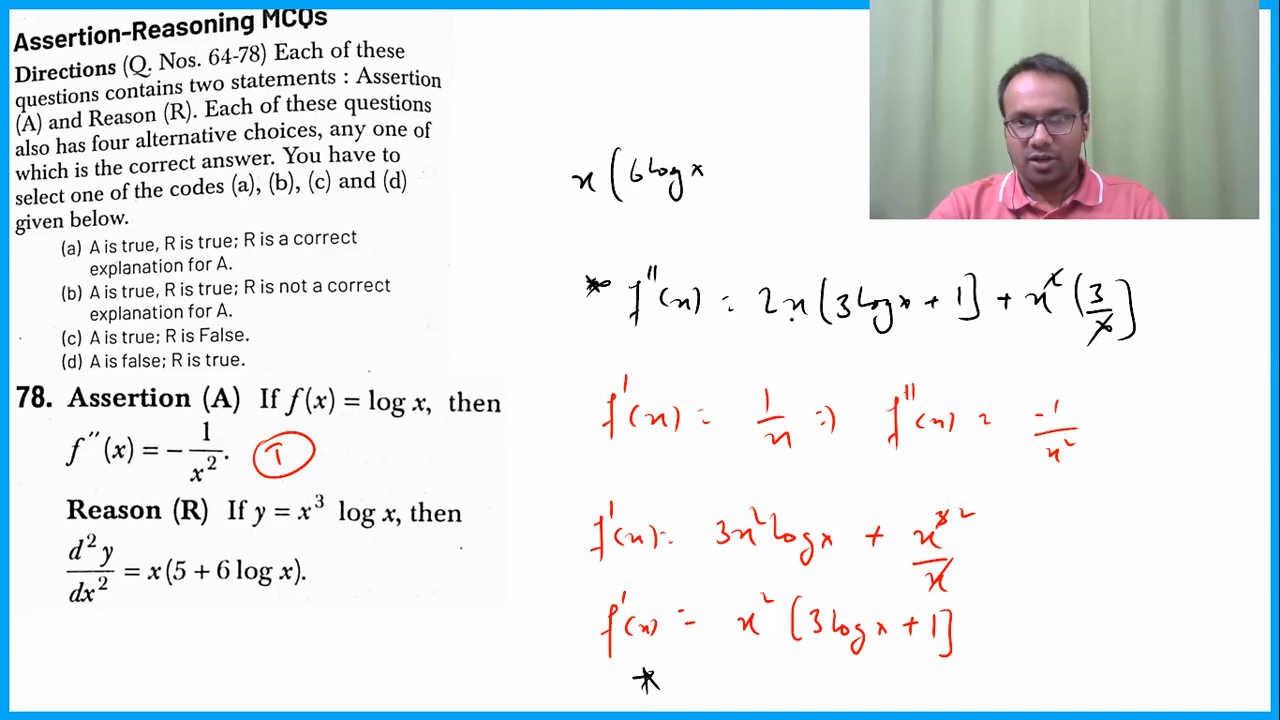 Assertion-Reasoning MCQs
Directions (Q. Nos. 64-78) Each of these
questions contains two statements : Assertion
(A) and Reason (R). Each of these questions
also has four alternative choices, any one of
which is the correct answer. You have to
select one of the codes (a), (b), (c) and (d)
given below.
(a) A is true, R is true; R is a correct
explanation for A.
(b) A is true, R is true; R is not a correct
explanation for A.
(c) A is true; R is False.
(d) A is false; R is true.
78. Assertion (A) If f(x) = log x, then
f″(x) = − 1/x². T
Reason (R) If y = x³ log x, then
d²y/dx² = x(5 + 6 log x).
x (6 log x
* f''(x) = 2x (3 log x + 1] + x² (3/x]
f'(x) = 1/x => f''(x) = -1/x²
f'(x) = 3x² log x + x³ ²/x
f'(x) = x² [3 log x + 1]
*